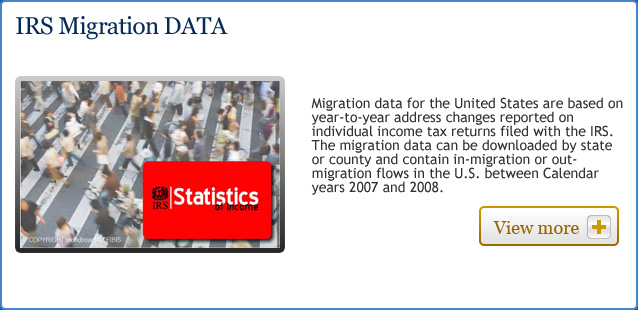 IRS Migration DATA
Migration data for the United States are based on
year-to-year address changes reported on
individual income tax returns filed with the IRS.
The migration data can be downloaded by state
or county and contain in-migration or out-
migration flows in the U.S. between Calendar
years 2007 and 2008.
IRS
Statistics
of Income
View more